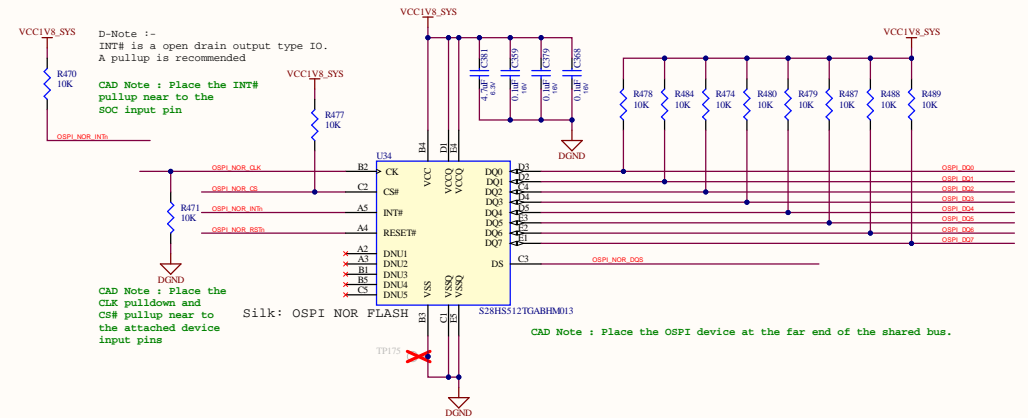 VCC1V8_SYS
VCC1V8_SYS
D-Note :-
INT# is a open drain output type IO.
A pullup is recommended
VCC1V8_SYS
VCC1V8_SYS
R470
10K
CAD Note : Place the INT#
pullup near to the
SOC input pin
R477
10K
C381
4.7uF
6.3V
C359
0.1uF
16V
C379
0.1uF
16V
C368
0.1uF
16V
R478
10K
R484
10K
R474
10K
R480
10K
R479
10K
R487
10K
R488
10K
R489
10K
OSPI_NOR_INTn
DGND
U34
B4
D1
E4
VCC
VCCQ
VCCQ
OSPI_NOR_CLK
B2
CK
OSPI_NOR_CS
C2
CS#
OSPI_NOR_INTn
A5
INT#
OSPI_NOR_RSTn
A4
RESET#
R471
10K
A2
DNU1
A3
DNU2
B1
DNU3
B5
DNU4
C5
DNU5
DQ0
D3
OSPI_DQ0
DQ1
D2
OSPI_DQ1
DQ2
C4
OSPI_DQ2
DQ3
D4
OSPI_DQ3
DQ4
D5
OSPI_DQ4
DQ5
E3
OSPI_DQ5
DQ6
E2
OSPI_DQ6
DQ7
E1
OSPI_DQ7
DS
C3
OSPI_NOR_DQS
VSS
VSSQ
VSSQ
B3
C1
E5
DGND
CAD Note : Place the
CLK pulldown and
CS# pullup near to
the attached device
input pins
Silk: OSPI NOR FLASH
S28HS512TGABHM013
CAD Note : Place the OSPI device at the far end of the shared bus.
TP175
DGND